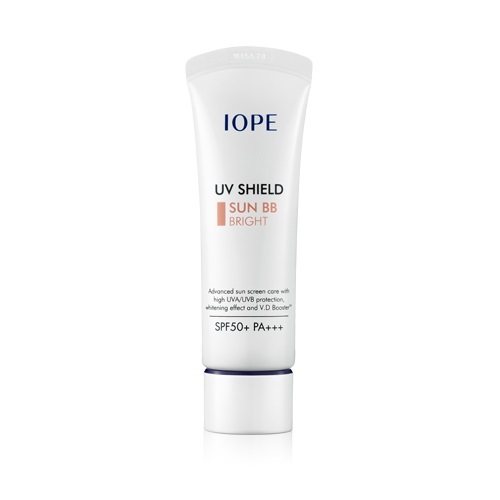 IOPE
UV SHIELD
SUN BB
BRIGHT
Advanced sun screen care with
high UVA/UVB protection,
whitening effect and V.D Booster™
SPF50+ PA+++